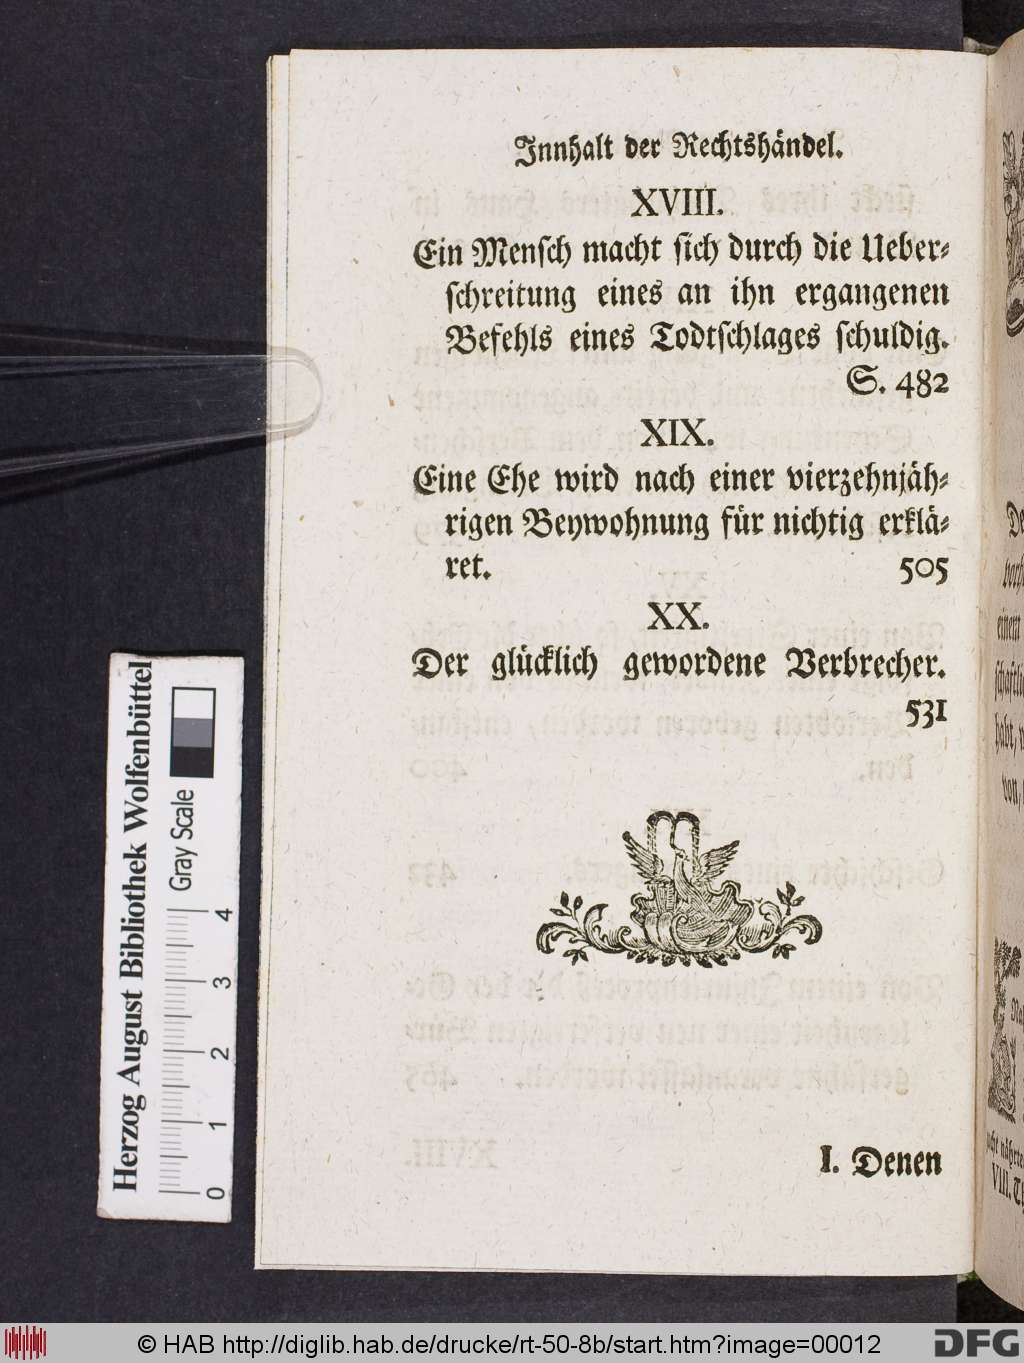 Innhalt der Rechtshändel.
XVIII.
Ein Mensch macht sich durch die Ueber-
schreitung eines an ihn ergangenen
Befehls eines Todtschlages schuldig.
S. 482
XIX.
Eine Ehe wird nach einer vierzehnjäh-
rigen Beywohnung für nichtig erklä-
ret. 505
XX.
Der glücklich gewordene Verbrecher.
531
I. Denen
Herzog August Bibliothek Wolfenbüttel
Gray Scale
0 1 2 3 4
© HAB http://diglib.hab.de/drucke/rt-50-8b/start.htm?image=00012
DFG